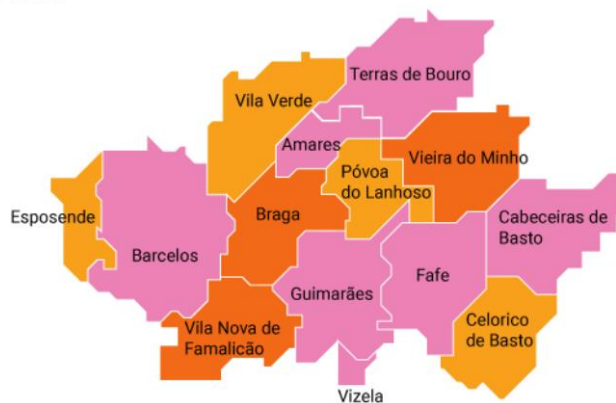 Terras de Bouro
Vila Verde
Amares
Vieira do Minho
Póvoa
do Lanhoso
Esposende
Braga
Cabeceiras de
Basto
Barcelos
Fafe
Guimarães
Vila Nova de
Famalicão
Celorico
de Basto
Vizela